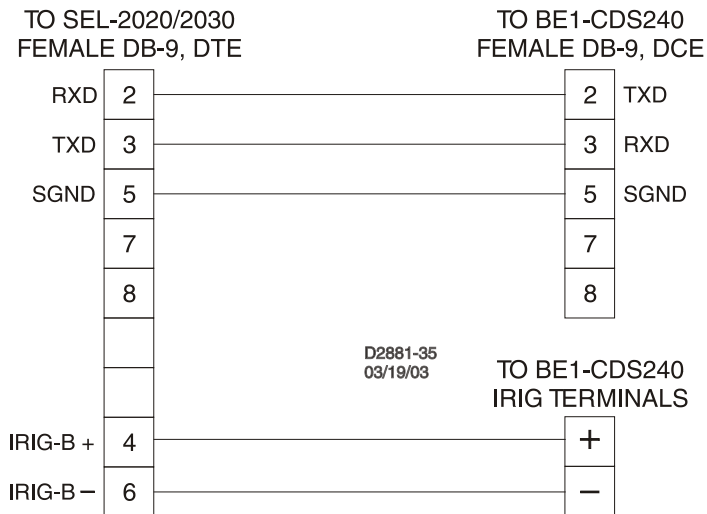 TO SEL-2020/2030
FEMALE DB-9, DTE
TO BE1-CDS240
FEMALE DB-9, DCE
RXD 2 2 TXD
TXD 3 3 RXD
SGND 5 5 SGND
7 7
8 8
D2881-35
03/19/03
TO BE1-CDS240
IRIG TERMINALS
IRIG-B + 4 +
IRIG-B − 6 −